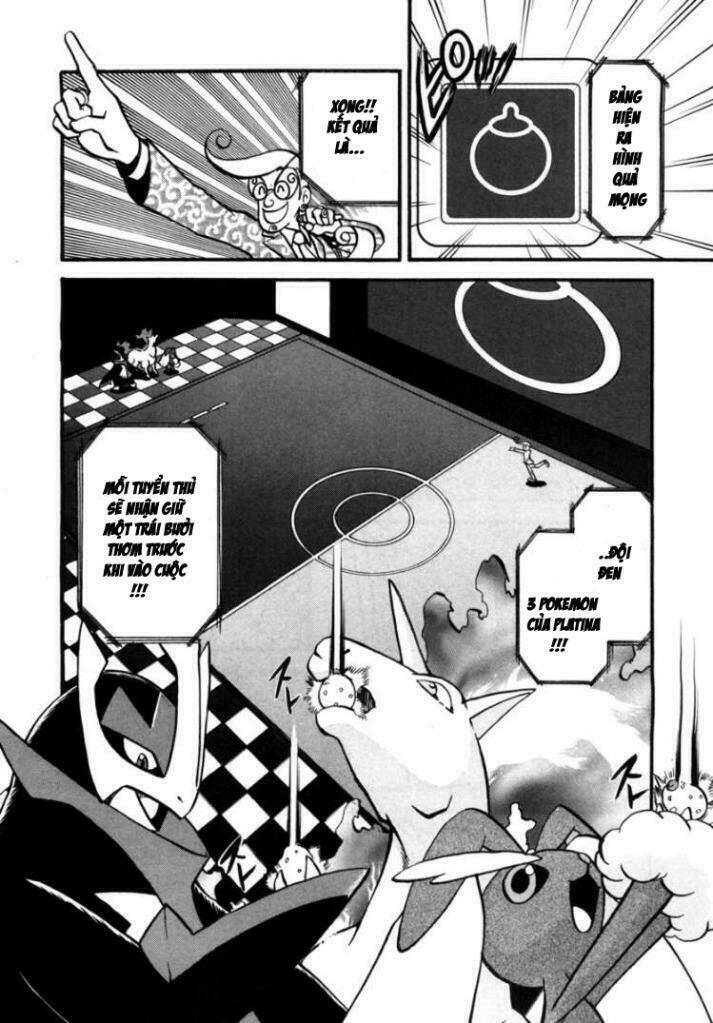 BẢNG
HIỆN
RA
HÌNH
QUẢ
MỌNG
XONG!!
KẾT QUẢ
LÀ...
..ĐỘI
ĐEN
3 POKEMON
CỦA PLATINA
!!!
MỖI TUYỂN THỦ
SẼ NHẬN GIỮ
MỘT TRÁI BƯỞI
THƠM TRƯỚC
KHI VÀO CUỘC
!!!